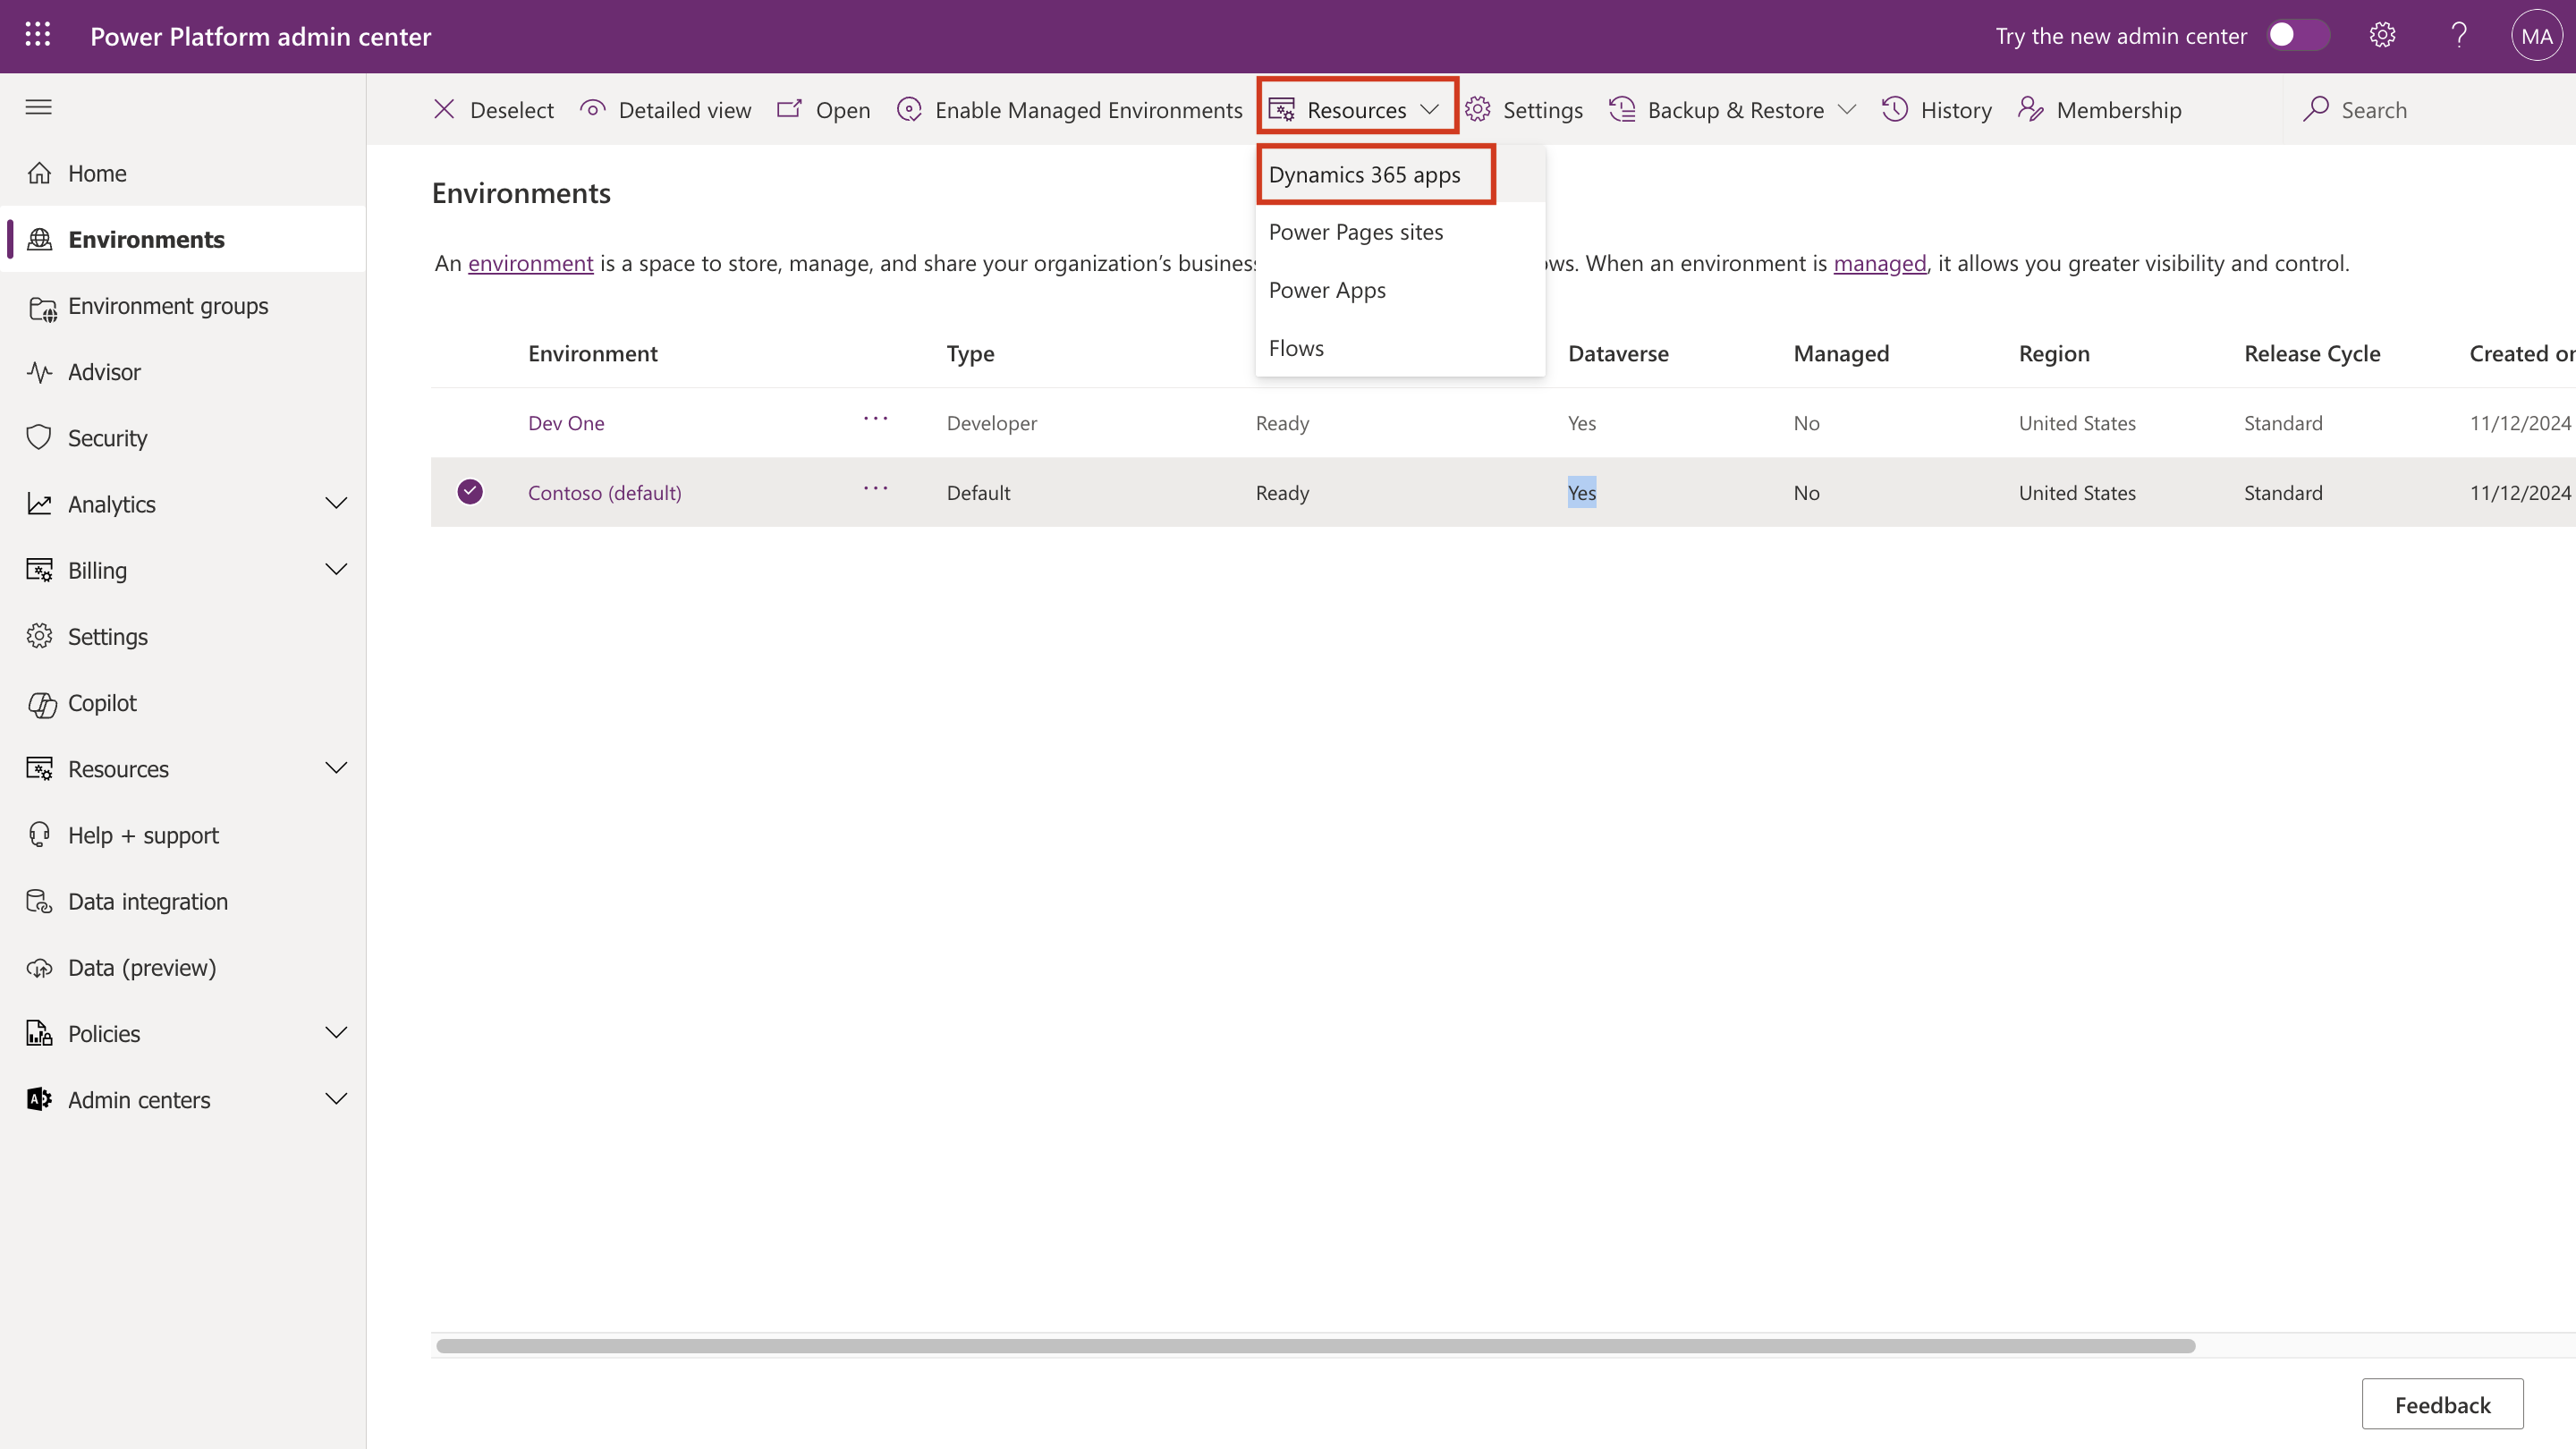 Power Platform admin center
Try the new admin center
MA
Deselect
Detailed view
Open
Enable Managed Environments
Resources
Settings
Backup & Restore
History
Membership
Search
Home
Environments
Environment groups
Advisor
Security
Analytics
Billing
Settings
Copilot
Resources
Help + support
Data integration
Data (preview)
Policies
Admin centers
Dynamics 365 apps
Power Pages sites
Power Apps
Flows
Environments
An environment is a space to store, manage, and share your organization's business ows. When an environment is managed, it allows you greater visibility and control.
Environment Type Dataverse Managed Region Release Cycle Created on
Dev One ··· Developer Ready Yes No United States Standard 11/12/2024
Contoso (default) ··· Default Ready Yes No United States Standard 11/12/2024
Feedback